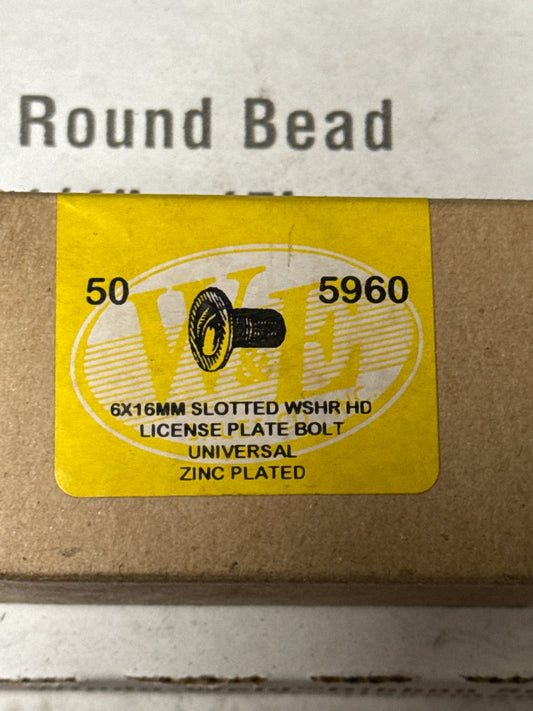 Round Bead
50 5960
W&E
6X16MM SLOTTED WSHR HD
LICENSE PLATE BOLT
UNIVERSAL
ZINC PLATED